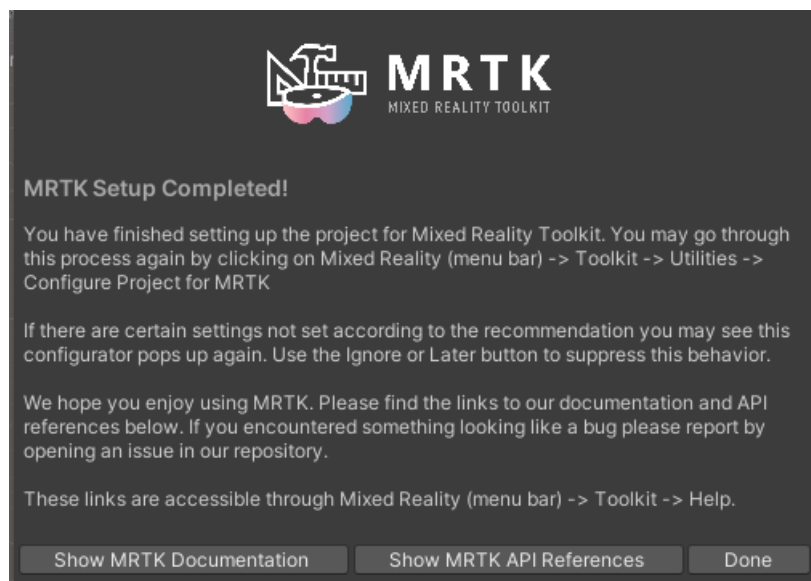 MRTK
MIXED REALITY TOOLKIT
MRTK Setup Completed!
You have finished setting up the project for Mixed Reality Toolkit. You may go through
this process again by clicking on Mixed Reality (menu bar) -> Toolkit -> Utilities ->
Configure Project for MRTK
If there are certain settings not set according to the recommendation you may see this
configurator pops up again. Use the Ignore or Later button to suppress this behavior.
We hope you enjoy using MRTK. Please find the links to our documentation and API
references below. If you encountered something looking like a bug please report by
opening an issue in our repository.
These links are accessible through Mixed Reality (menu bar) -> Toolkit -> Help.
Show MRTK Documentation
Show MRTK API References
Done